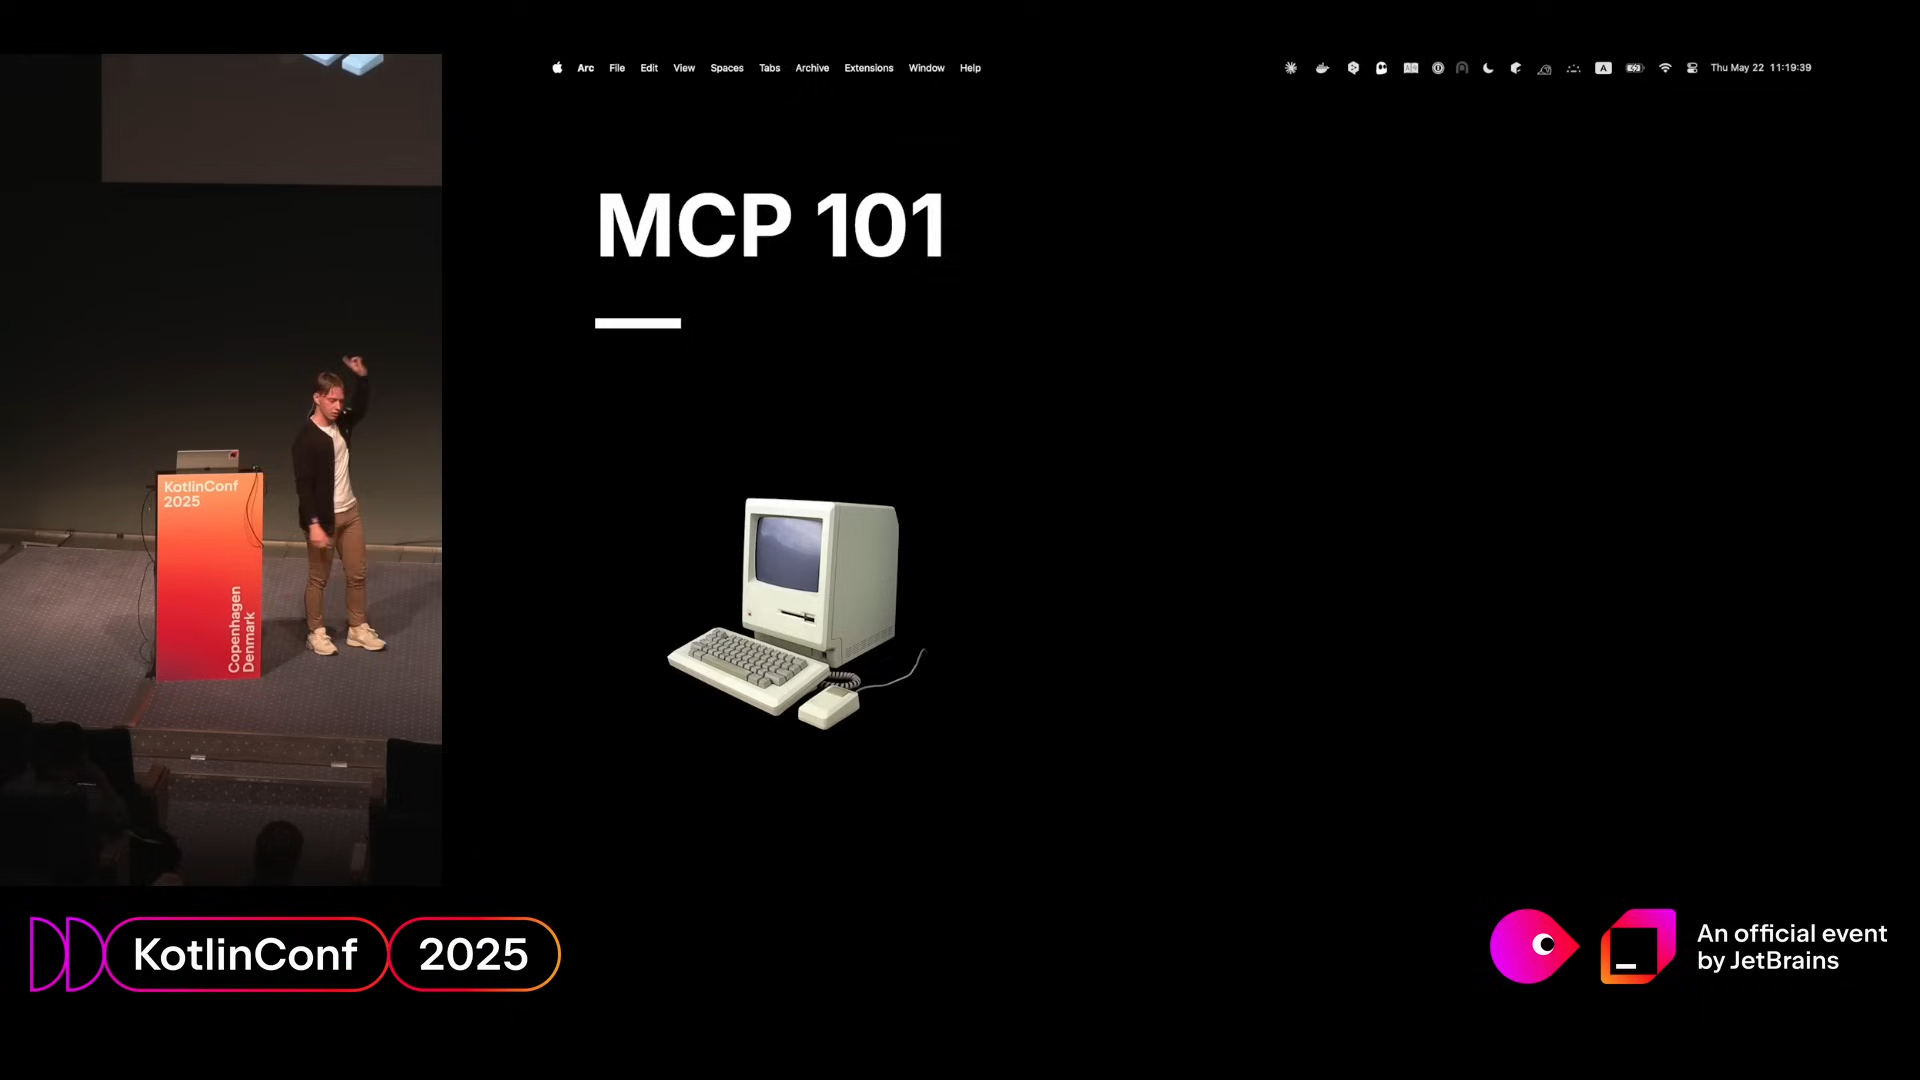 Arc File Edit View Spaces Tabs Archive Extensions Window Help
A
Thu May 22 11:19:39
MCP 101
KotlinConf
2025
Copenhagen
Denmark
KotlinConf 2025
An official event
by JetBrains